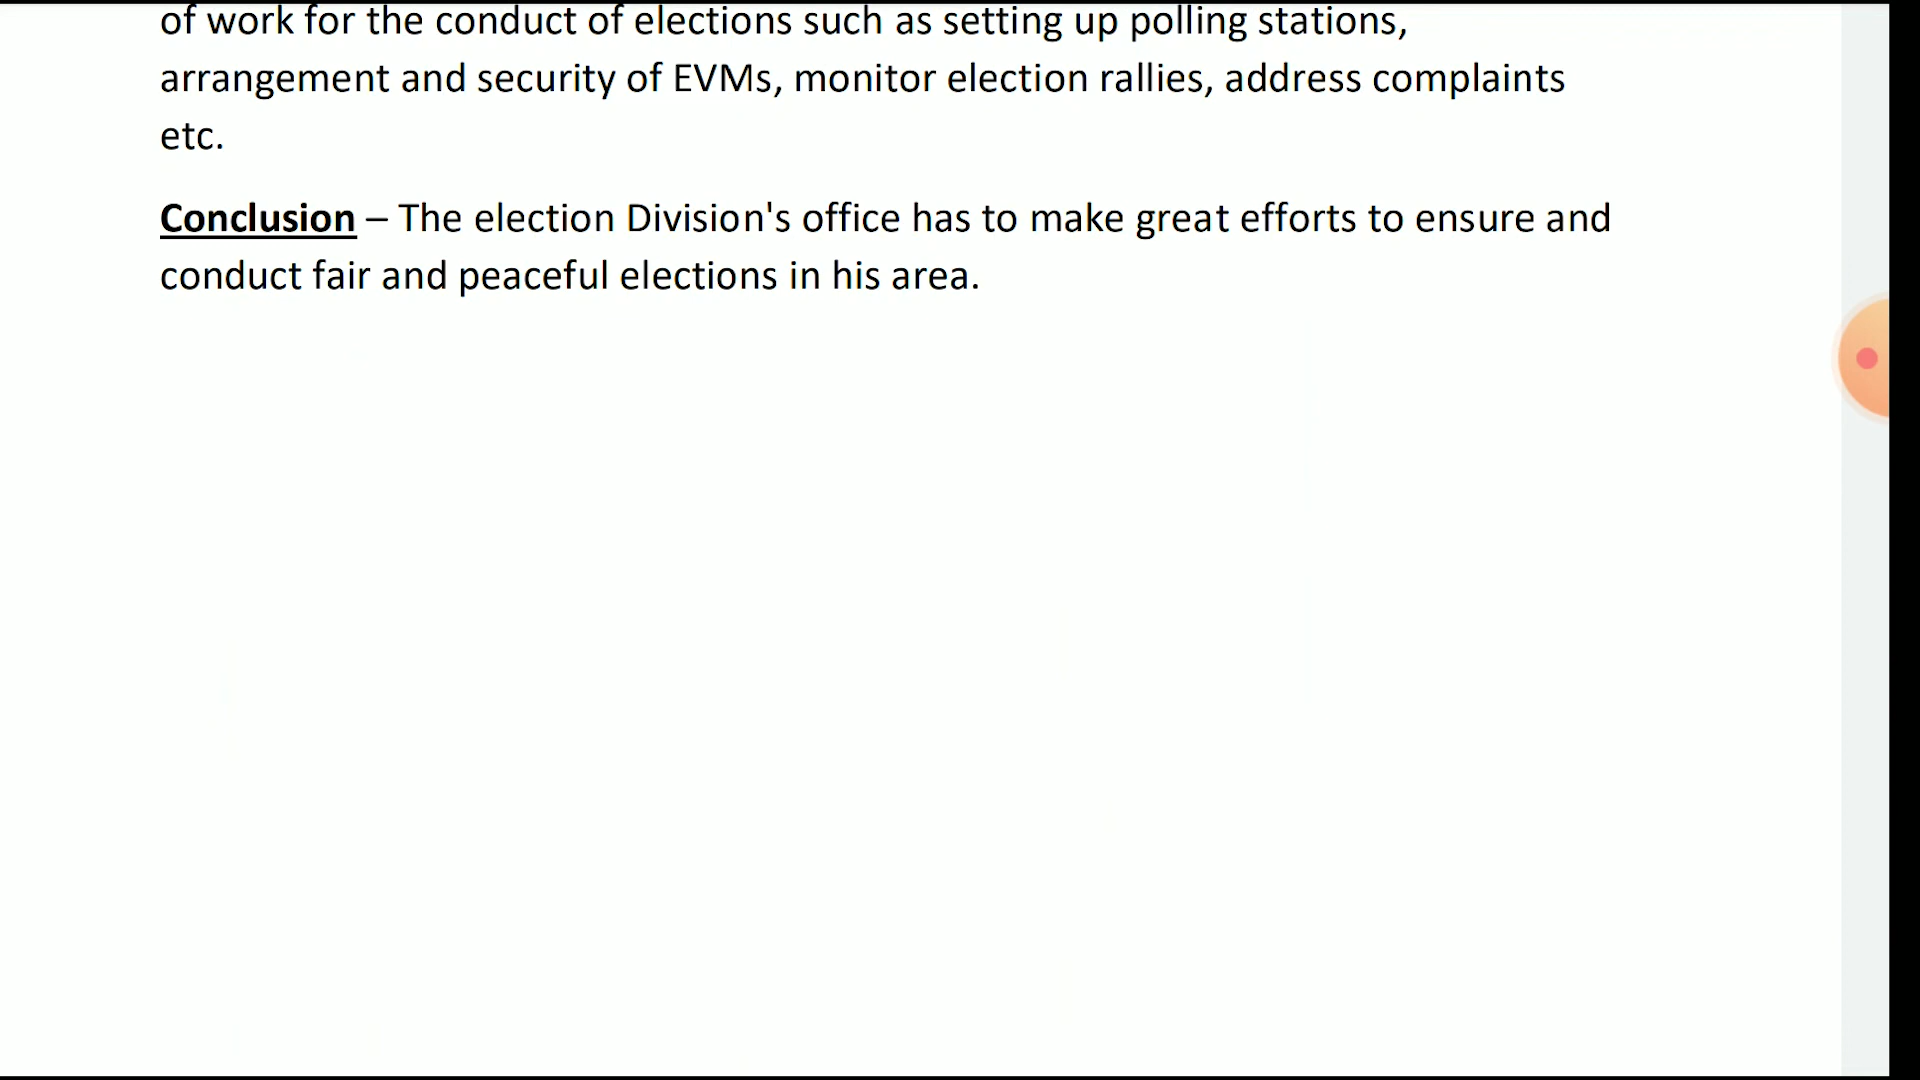 of work for the conduct of elections such as setting up polling stations,
arrangement and security of EVMs, monitor election rallies, address complaints
etc.
Conclusion – The election Division's office has to make great efforts to ensure and
conduct fair and peaceful elections in his area.